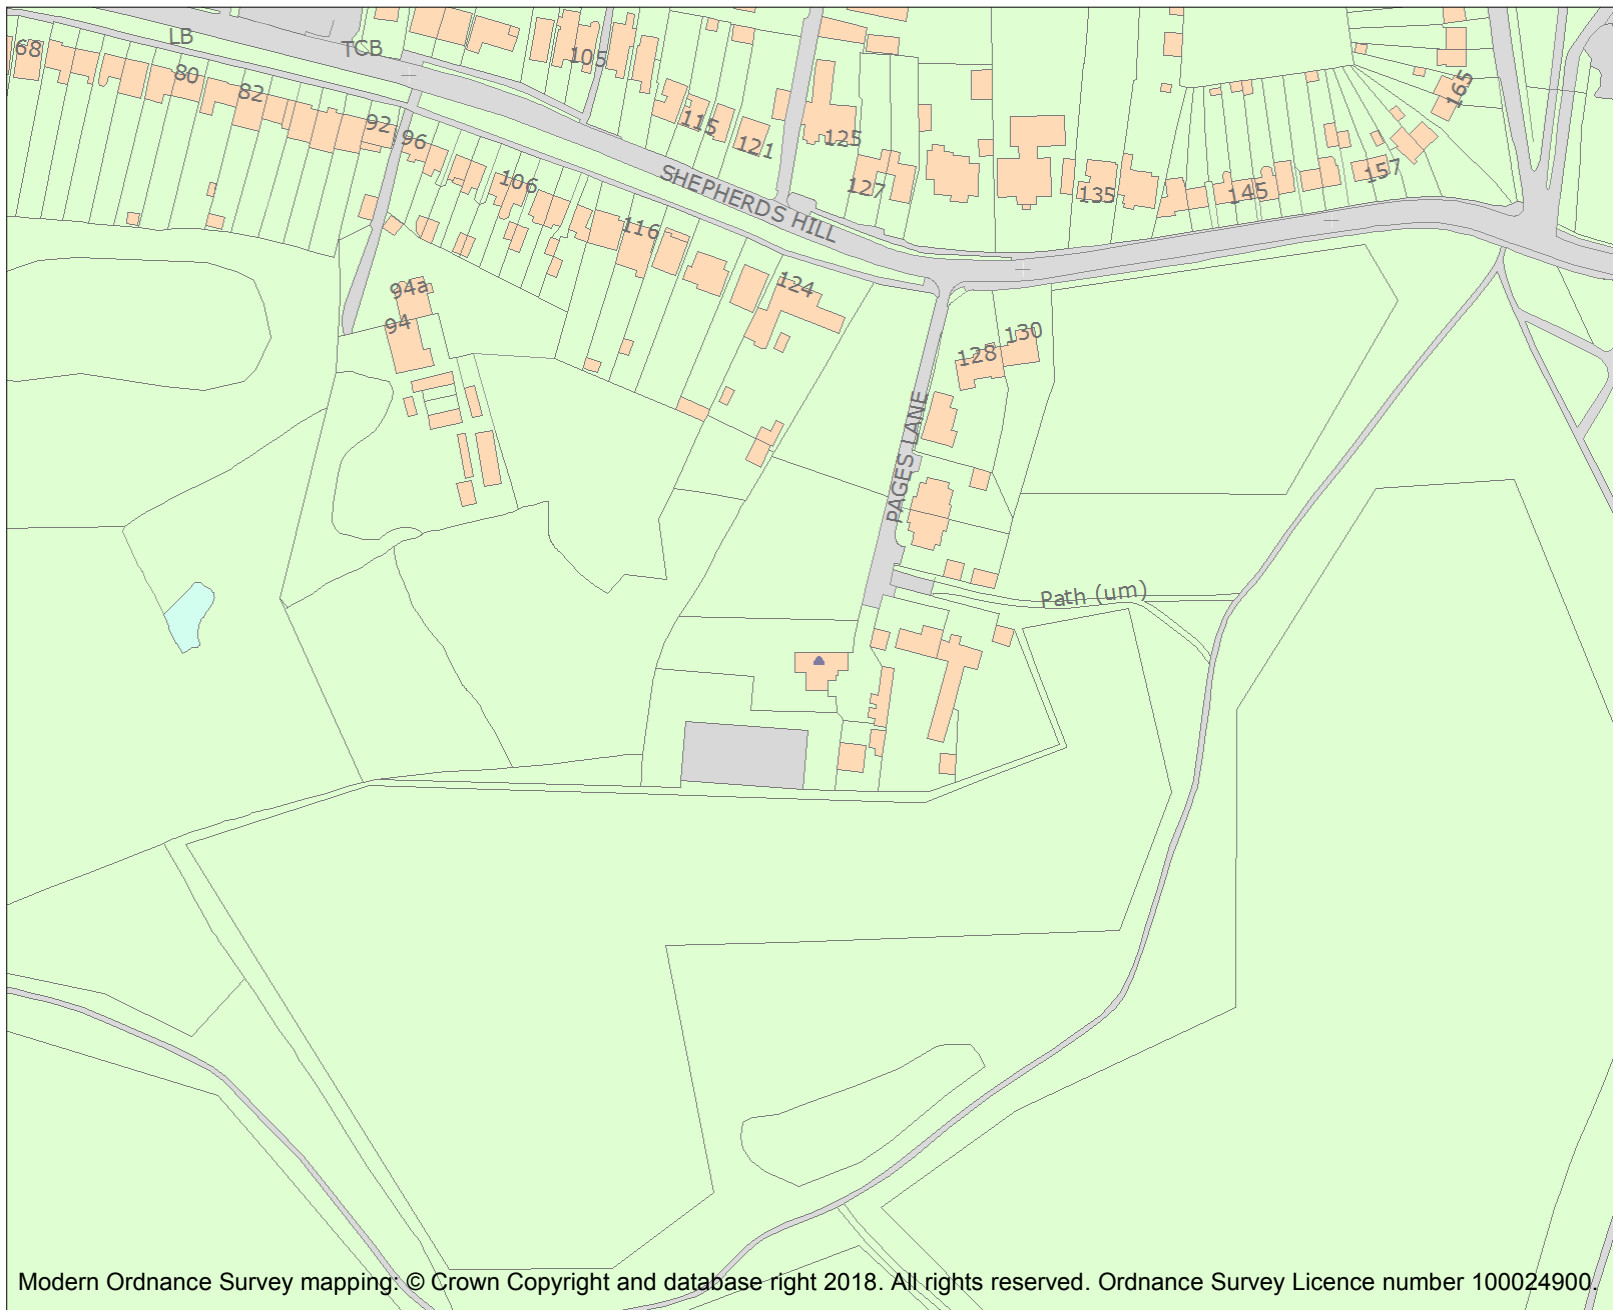 LB
TCB
68
80
82
92
96
105
115
121
125
127
106
116
124
SHEPHERDS HILL
135
145
157
165
94a
94
128
130
PAGES LANE
Path (um)
Modern Ordnance Survey mapping: © Crown Copyright and database right 2018. All rights reserved. Ordnance Survey Licence number 100024900.